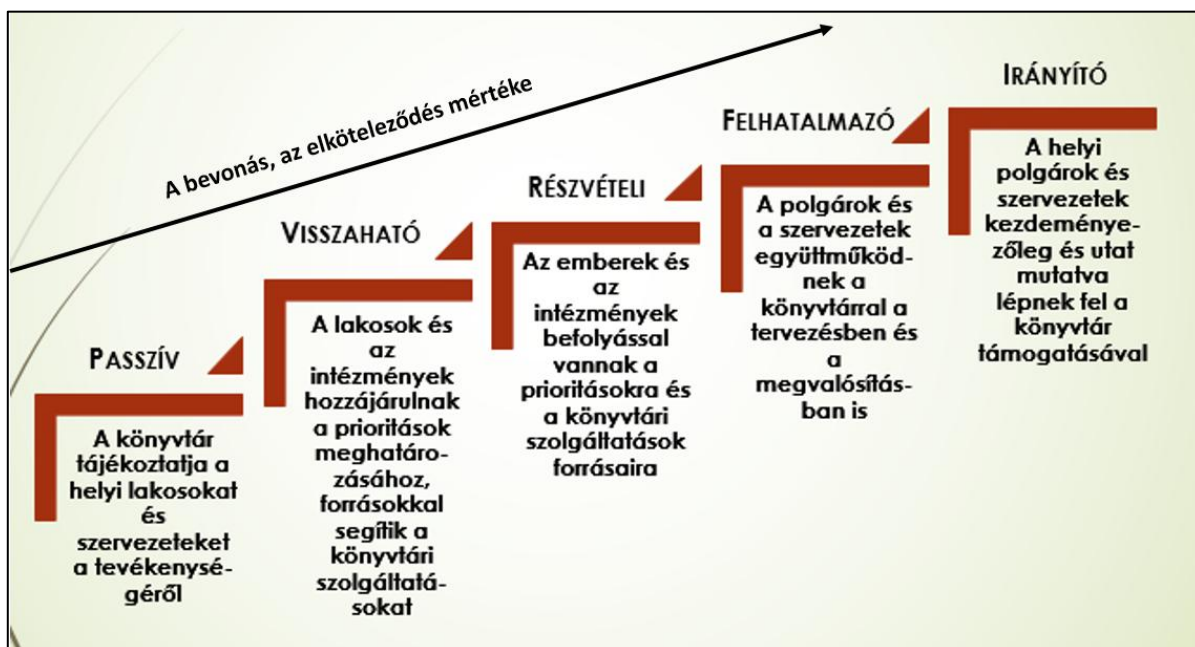 A bevonás, az elköteleződés mértéke
PASSZÍV
A könyvtár
tájékoztatja a
helyi lakosokat
és
szervezeteket
a tevékenysé-
géről
VISSZAHATÓ
A lakosok és
az
intézmények
hozzájárulnak
a prioritások
meghatáro-
zásához,
forrásokkal
segítik a
könyvtári
szolgáltatá-
sokat
RÉSZVÉTELI
Az emberek és
az
intézmények
befolyással
vannak a
prioritásokra és
a könyvtári
szolgáltatások
forrásaira
FELHATALMAZÓ
A polgárok és
a szervezetek
együttműköd-
nek a
könyvtárral a
tervezésben és
a
megvalósítás-
ban is
IRÁNYÍTÓ
A helyi
polgárok és
szervezetek
kezdeménye-
zőleg és utat
mutatva
lépnek fel a
könyvtár
támogatásával